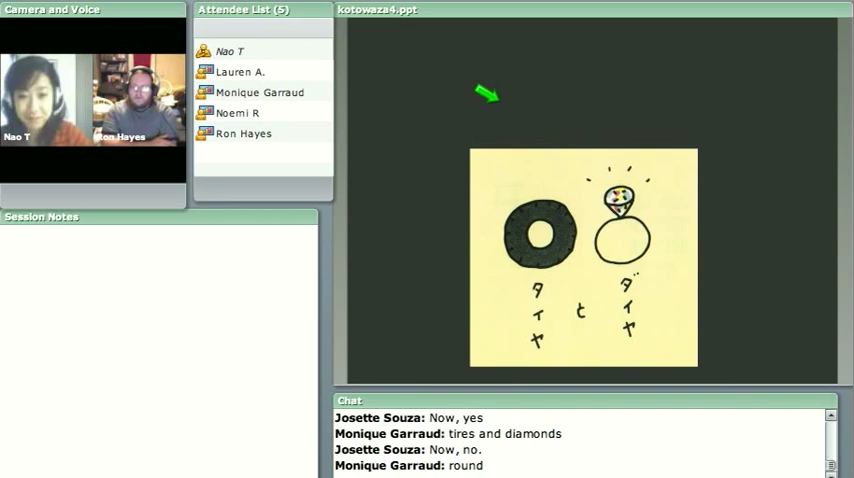 Camera and Voice
Nao T
Ron Hayes
Attendee List (5)
Nao T
Lauren A.
Monique Garraud
Noemi R
Ron Hayes
Session Notes
kotowaza4.ppt
タイヤ
と
ダイヤ
Chat
Josette Souza: Now, yes
Monique Garraud: tires and diamonds
Josette Souza: Now, no.
Monique Garraud: round